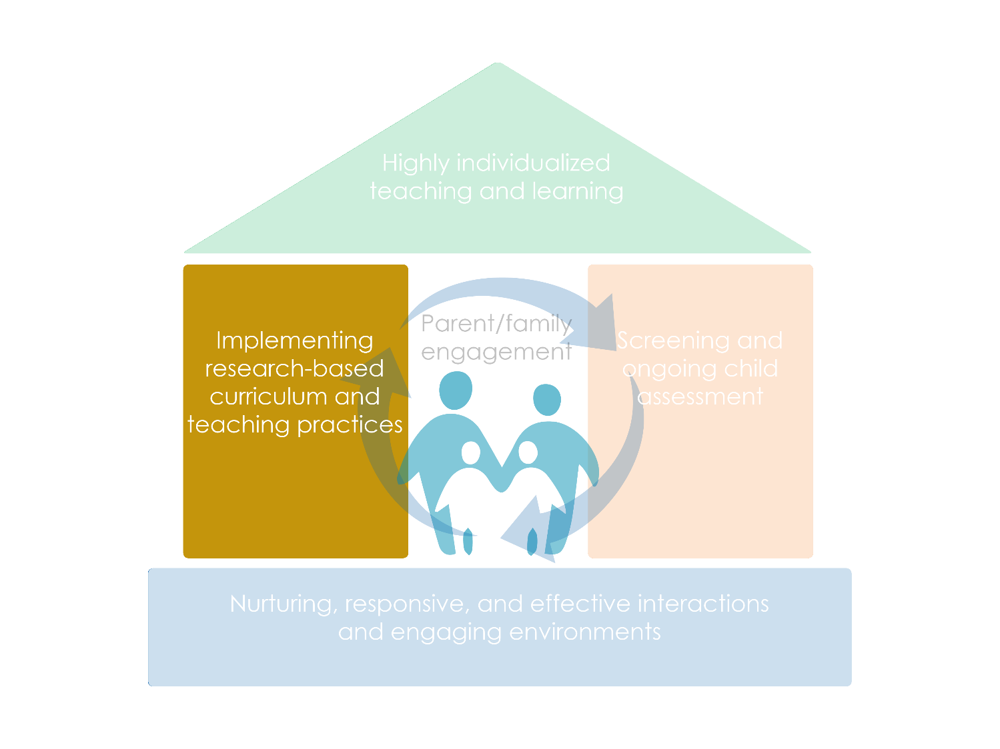 Highly individualized
teaching and learning
Implementing
research-based
curriculum and
teaching practices
Parent/family
engagement
Screening and
ongoing child
assessment
Nurturing, responsive, and effective interactions
and engaging environments